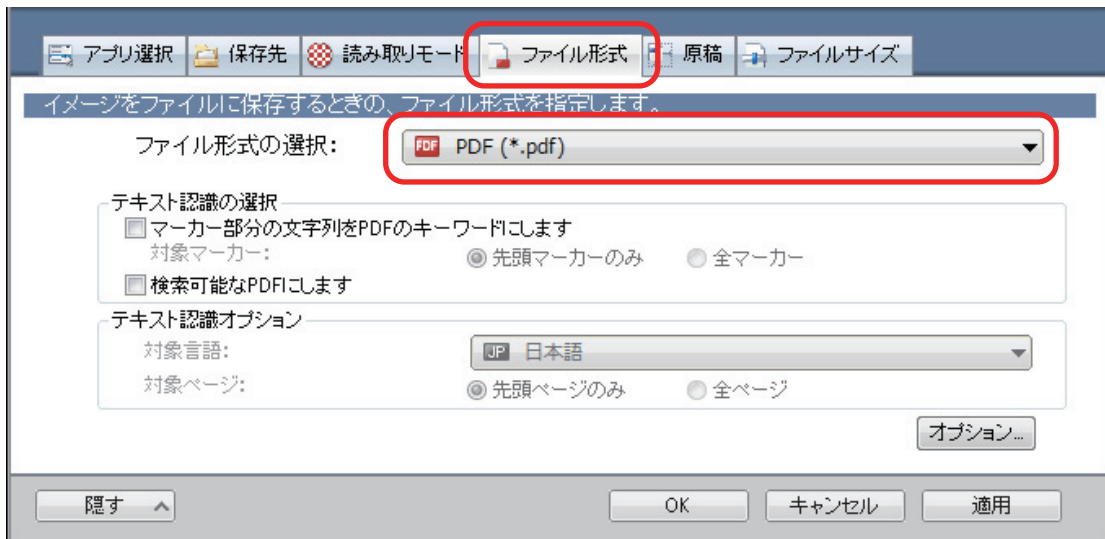 アプリ選択 保存先 読み取りモード ファイル形式 原稿 ファイルサイズ
イメージをファイルに保存するときの、ファイル形式を指定します。
ファイル形式の選択: PDF PDF (*.pdf)
テキスト認識の選択
マーカー部分の文字列をPDFのキーワードにします
対象マーカー: 先頭マーカーのみ 全マーカー
検索可能なPDFにします
テキスト認識オプション
対象言語: JP 日本語
対象ページ: 先頭ページのみ 全ページ
オプション...
隠す OK キャンセル 適用